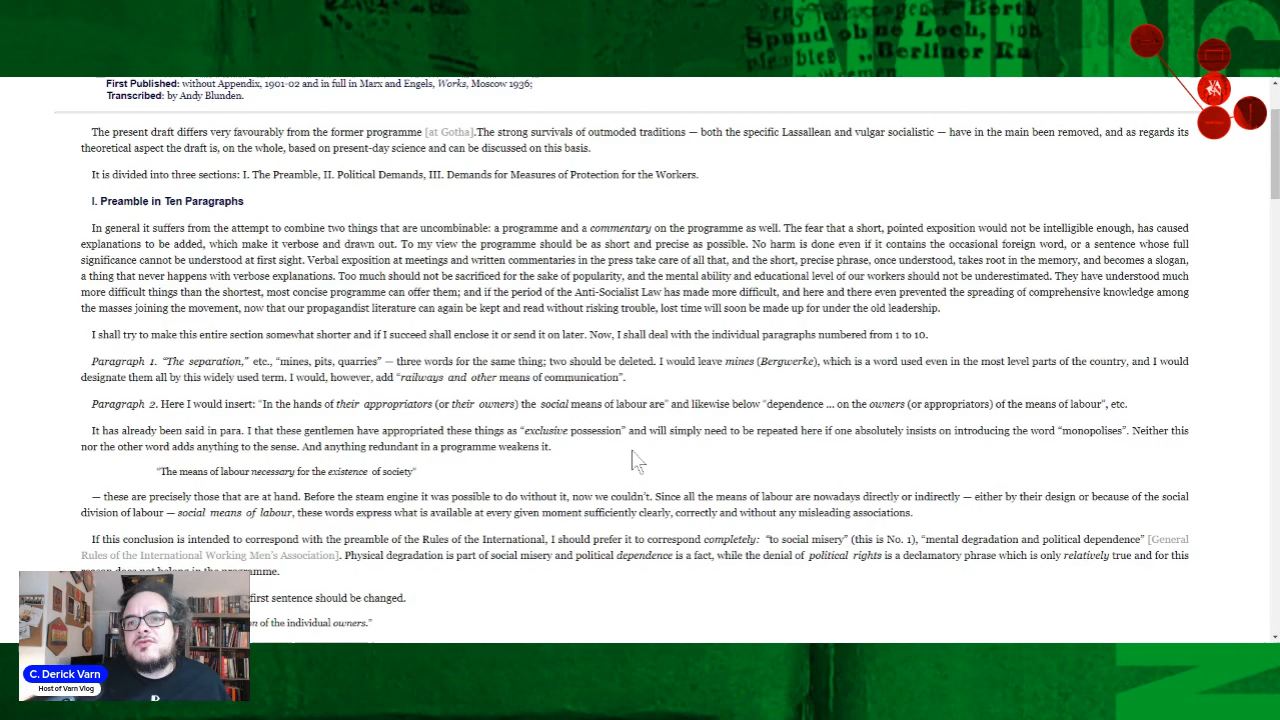 Berth
Spund ohne Loch,
pleables „Berliner
First Published: without Appendix, 1901-02 and in full in Marx and Engels, Works, Moscow 1936;
Transcribed: by Andy Blunden.
The present draft differs very favourably from the former programme [at Gotha].The strong survivals of outmoded traditions — both the specific Lassallean and vulgar socialistic — have in the main been removed, and as regards its
theoretical aspect the draft is, on the whole, based on present-day science and can be discussed on this basis.
It is divided into three sections: I. The Preamble, II. Political Demands, III. Demands for Measures of Protection for the Workers.
I. Preamble in Ten Paragraphs
In general it suffers from the attempt to combine two things that are uncombinable: a programme and a commentary on the programme as well. The fear that a short, pointed exposition would not be intelligible enough, has caused
explanations to be added, which make it verbose and drawn out. To my view the programme should be as short and precise as possible. No harm is done even if it contains the occasional foreign word, or a sentence whose full
significance cannot be understood at first sight. Verbal exposition at meetings and written commentaries in the press take care of all that, and the short, precise phrase, once understood, takes root in the memory, and becomes a slogan,
a thing that never happens with verbose explanations. Too much should not be sacrificed for the sake of popularity, and the mental ability and educational level of our workers should not be underestimated. They have understood much
more difficult things than the shortest, most concise programme can offer them; and if the period of the Anti-Socialist Law has made more difficult, and here and there even prevented the spreading of comprehensive knowledge among
the masses joining the movement, now that our propagandist literature can again be kept and read without risking trouble, lost time will soon be made up for under the old leadership.
I shall try to make this entire section somewhat shorter and if I succeed shall enclose it or send it on later. Now, I shall deal with the individual paragraphs numbered from 1 to 10.
Paragraph 1. “The separation,” etc., “mines, pits, quarries” — three words for the same thing; two should be deleted. I would leave mines (Bergwerke), which is a word used even in the most level parts of the country, and I would
designate them all by this widely used term. I would, however, add “railways and other means of communication”.
Paragraph 2. Here I would insert: “In the hands of their appropriators (or their owners) the social means of labour are” and likewise below “dependence ... on the owners (or appropriators) of the means of labour”, etc.
It has already been said in para. I that these gentlemen have appropriated these things as “exclusive possession” and will simply need to be repeated here if one absolutely insists on introducing the word “monopolises”. Neither this
nor the other word adds anything to the sense. And anything redundant in a programme weakens it.
"The means of labour necessary for the existence of society"
— these are precisely those that are at hand. Before the steam engine it was possible to do without it, now we couldn’t. Since all the means of labour are nowadays directly or indirectly — either by their design or because of the social
division of labour — social means of labour, these words express what is available at every given moment sufficiently clearly, correctly and without any misleading associations.
If this conclusion is intended to correspond with the preamble of the Rules of the International, I should prefer it to correspond completely: “to social misery” (this is No. 1), “mental degradation and political dependence” [General
Rules of the International Working Men’s Association]. Physical degradation is part of social misery and political dependence is a fact, while the denial of political rights is a declamatory phrase which is only relatively true and for this
reason does not belong in the programme.
first sentence should be changed.
of the individual owners.”
C. Derick Varn
Host of Varn Vlog